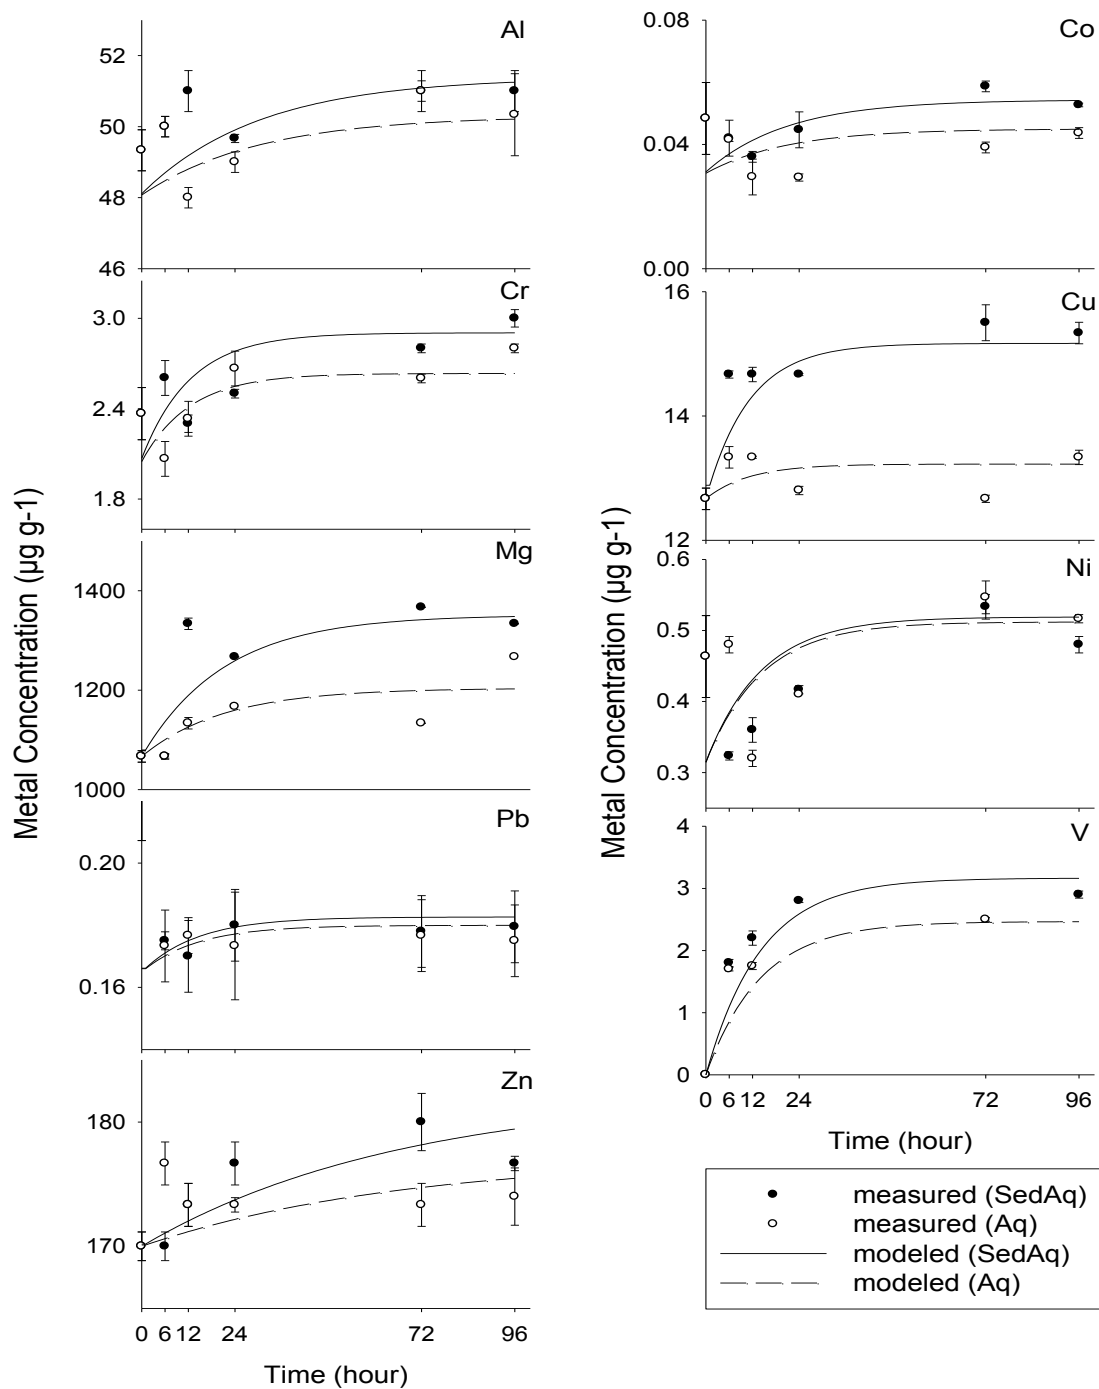 Al
52
50
48
46
Cr
3.0
2.4
1.8
Mg
1400
1200
1000
Pb
0.20
0.16
Zn
180
170
0 6 12 24 72 96
Time (hour)
Metal Concentration (µg g-1)
Co
0.08
0.04
0.00
Cu
16
14
12
Ni
0.6
0.5
0.4
0.3
V
4
3
2
1
0
0 6 12 24 72 96
Time (hour)
Metal Concentration (µg g-1)
measured (SedAq)
measured (Aq)
modeled (SedAq)
modeled (Aq)